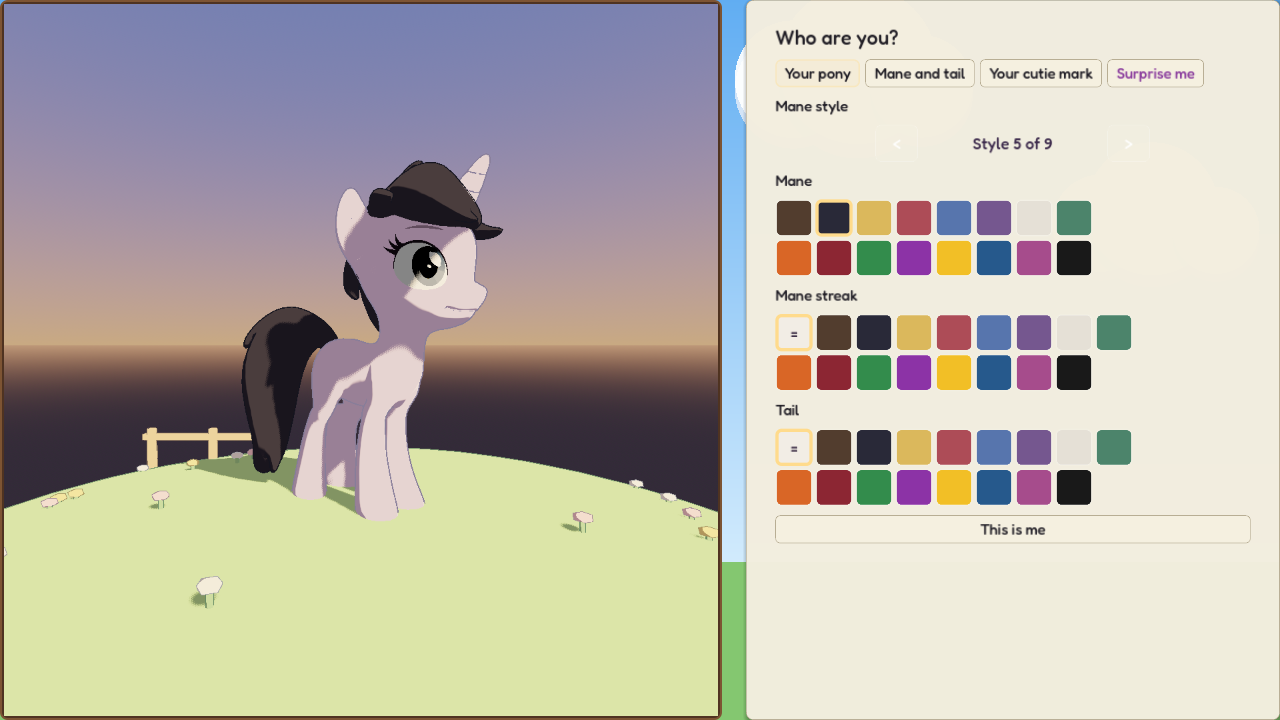 Who are you?
Your pony
Mane and tail
Your cutie mark
Surprise me
Mane style
< Style 5 of 9 >
Mane
Mane streak
=
Tail
=
This is me